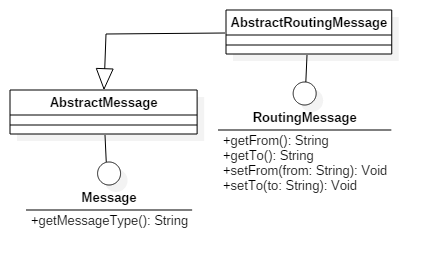 AbstractRoutingMessage
AbstractMessage
RoutingMessage
+getFrom(): String
+getTo(): String
+setFrom(from: String): Void
+setTo(to: String): Void
Message
+getMessageType(): String